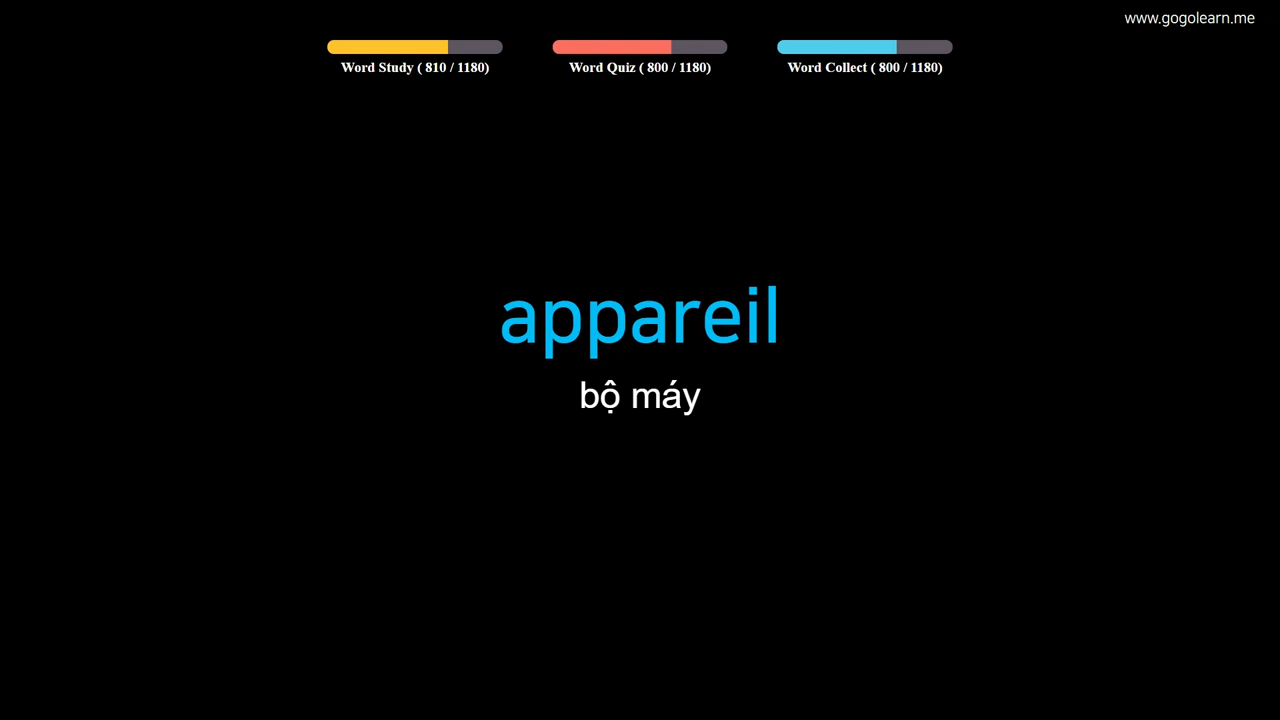 www.gogolearn.me
Word Study ( 810 / 1180)
Word Quiz ( 800 / 1180)
Word Collect ( 800 / 1180)
appareil
bộ máy